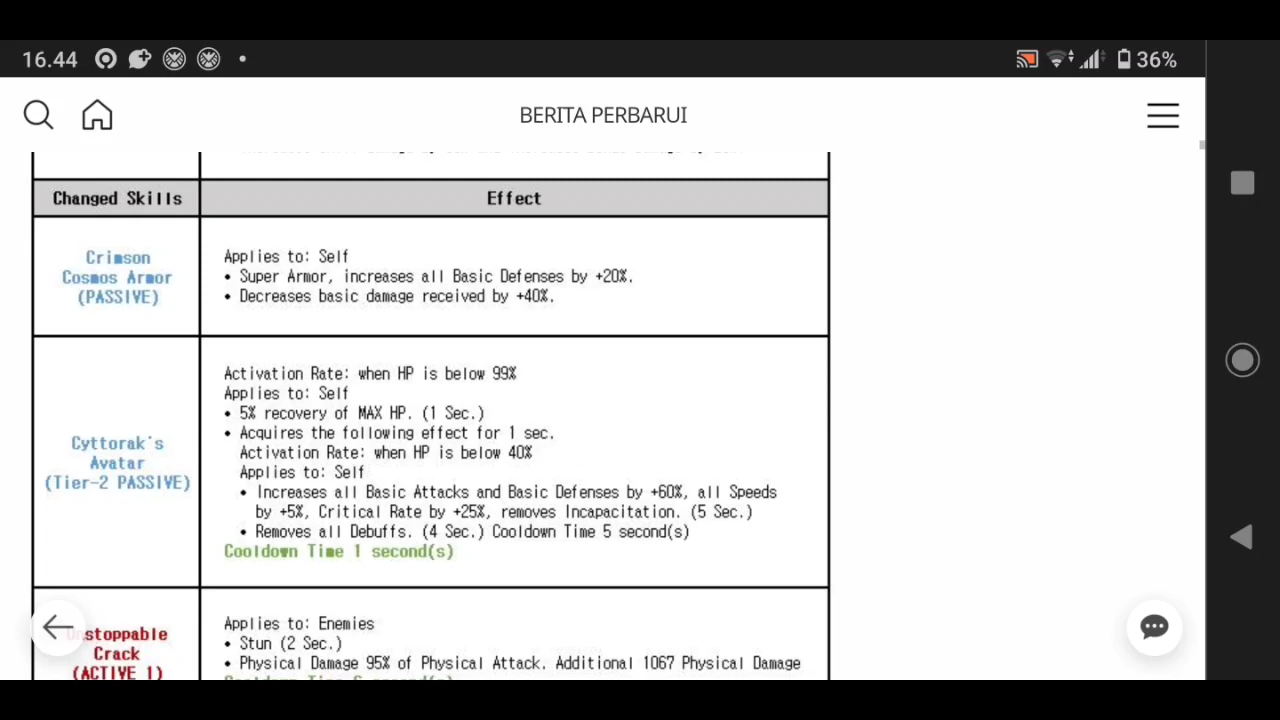 16.44
36%
BERITA PERBARUI
Changed Skills
Effect
Crimson
Cosmos Armor
(PASSIVE)
Applies to: Self
• Super Armor, increases all Basic Defenses by +20%.
• Decreases basic damage received by +40%.
Cyttorak's
Avatar
(Tier-2 PASSIVE)
Activation Rate: when HP is below 99%
Applies to: Self
• 5% recovery of MAX HP. (1 Sec.)
• Acquires the following effect for 1 sec.
Activation Rate: when HP is below 40%
Applies to: Self
• Increases all Basic Attacks and Basic Defenses by +60%, all Speeds
by +5%, Critical Rate by +25%, removes Incapacitation. (5 Sec.)
• Removes all Debuffs. (4 Sec.) Cooldown Time 5 second(s)
Cooldown Time 1 second(s)
nstoppable
Crack
(ACTIVE 1)
Applies to: Enemies
• Stun (2 Sec.)
• Physical Damage 95% of Physical Attack. Additional 1067 Physical Damage